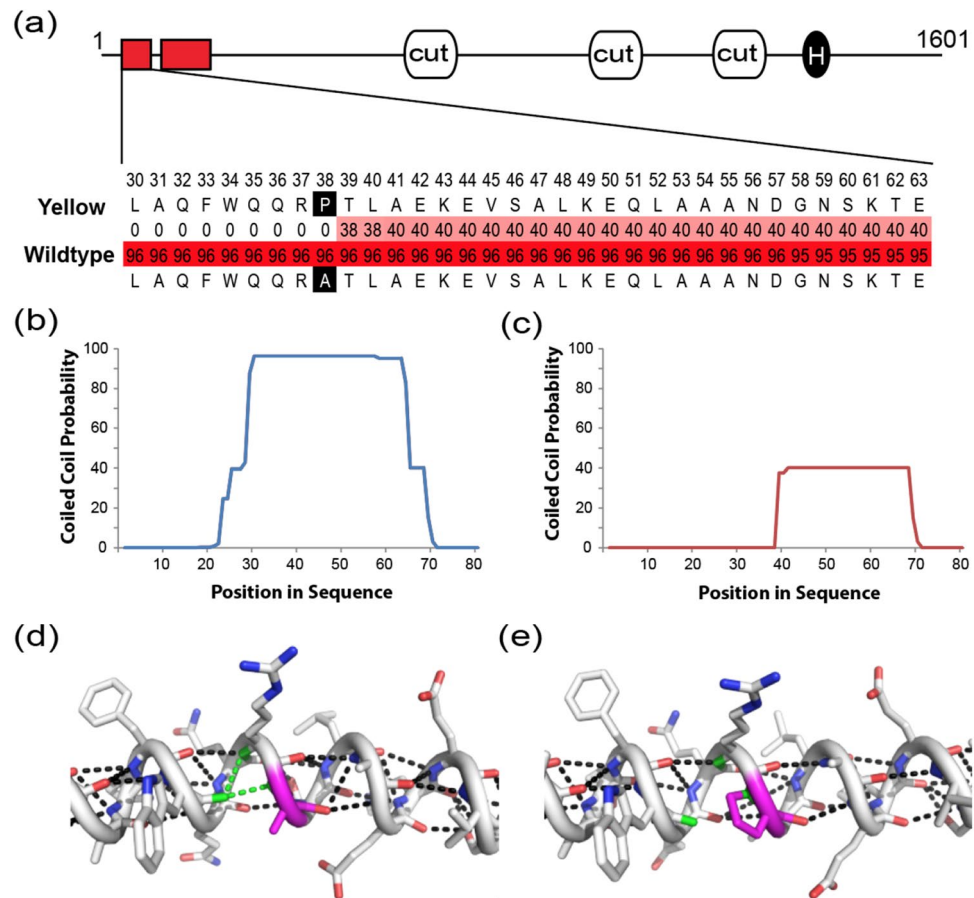 (a)
1 cut cut cut H 1601
30 31 32 33 34 35 36 37 38 39 40 41 42 43 44 45 46 47 48 49 50 51 52 53 54 55 56 57 58 59 60 61 62 63
Yellow L A Q F W Q Q R P T L A E K E V S A L K E Q L A A A N D G N S K T E
0 0 0 0 0 0 0 0 0 38 38 40 40 40 40 40 40 40 40 40 40 40 40 40 40 40 40 40 40 40 40 40 40 40
Wildtype 96 96 96 96 96 96 96 96 96 96 96 96 96 96 96 96 96 96 96 96 96 96 96 96 96 96 96 96 95 95 95 95 95 95
L A Q F W Q Q R A T L A E K E V S A L K E Q L A A A N D G N S K T E
(b)
Coiled Coil Probability
100
80
60
40
20
0
10 20 30 40 50 60 70 80
Position in Sequence
(c)
Coiled Coil Probability
100
80
60
40
20
0
10 20 30 40 50 60 70 80
Position in Sequence
(d)
(e)